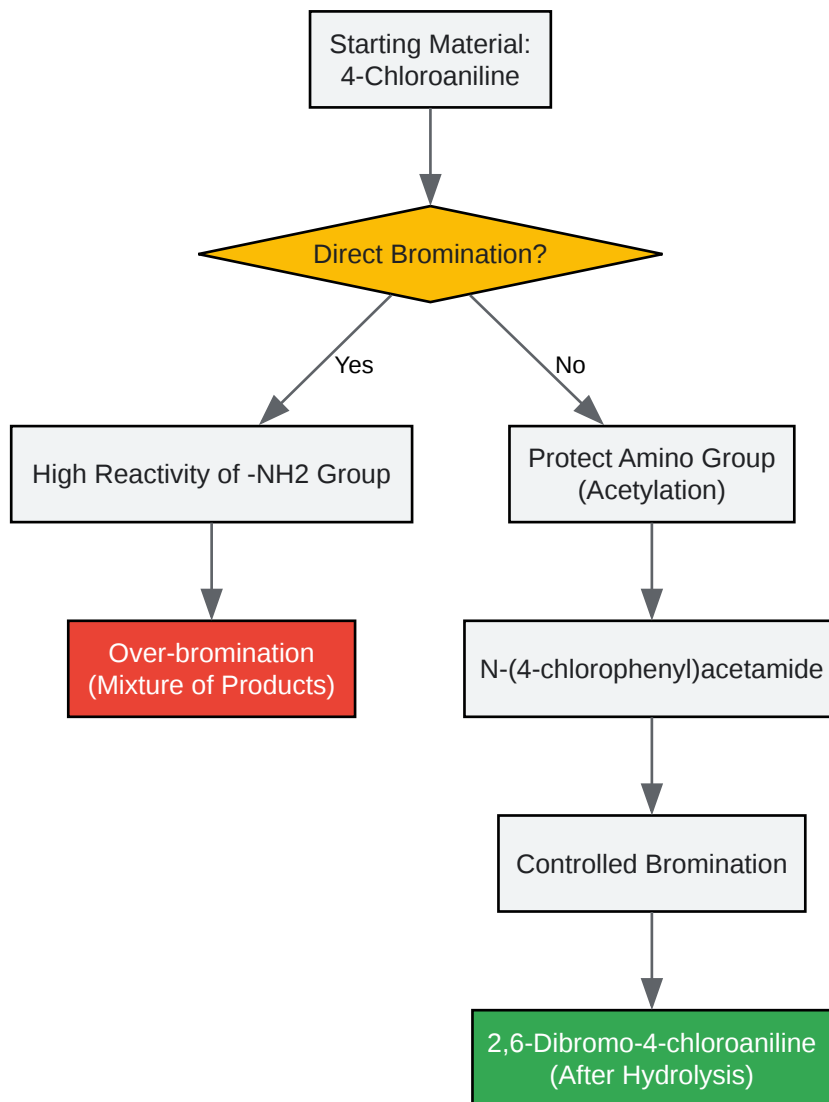 Starting Material:
4-Chloroaniline
Direct Bromination?
Yes
No
High Reactivity of -NH2 Group
Protect Amino Group
(Acetylation)
Over-bromination
(Mixture of Products)
N-(4-chlorophenyl)acetamide
Controlled Bromination
2,6-Dibromo-4-chloroaniline
(After Hydrolysis)